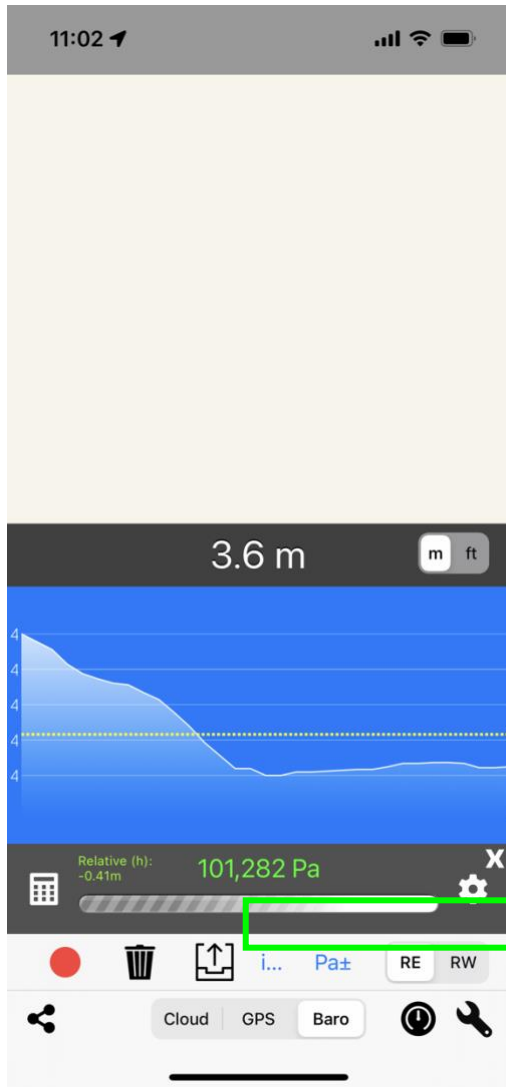 11:02
3.6 m
m ft
4
4
4
4
4
Relative (h):
-0.41m
101,282 Pa
X
i... Pa± RE RW
Cloud GPS Baro